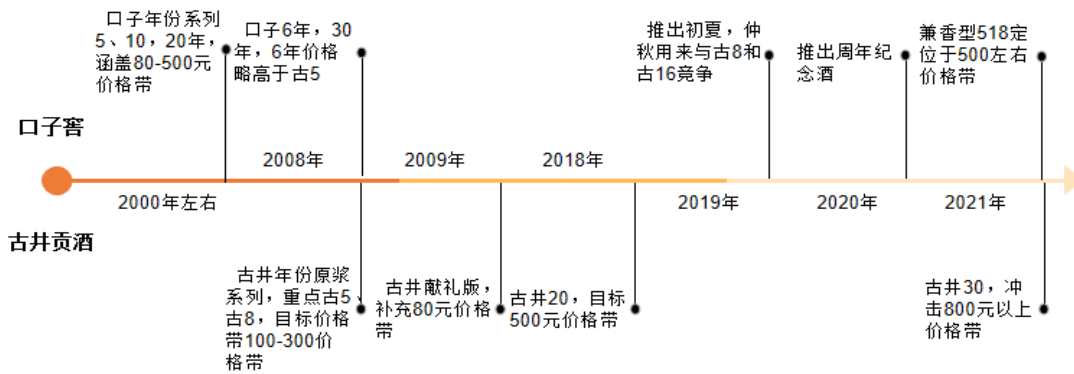 口子年份系列
5、10，20年，
涵盖80-500元
价格带
口子6年，30
年，6年价格
略高于古5
推出初夏，仲
秋用来与古8和
古16竞争
推出周年纪
念酒
兼香型518定
位于500左右
价格带
口子窖
2008年
2009年
2018年
2000年左右
2019年
2020年
2021年
古井贡酒
古井年份原浆
系列，重点古5、
古8，目标价格
带100-300价
格带
古井献礼版，
补充80元价格
带
古井20，目标
500元价格带
古井30，冲
击800元以上
价格带